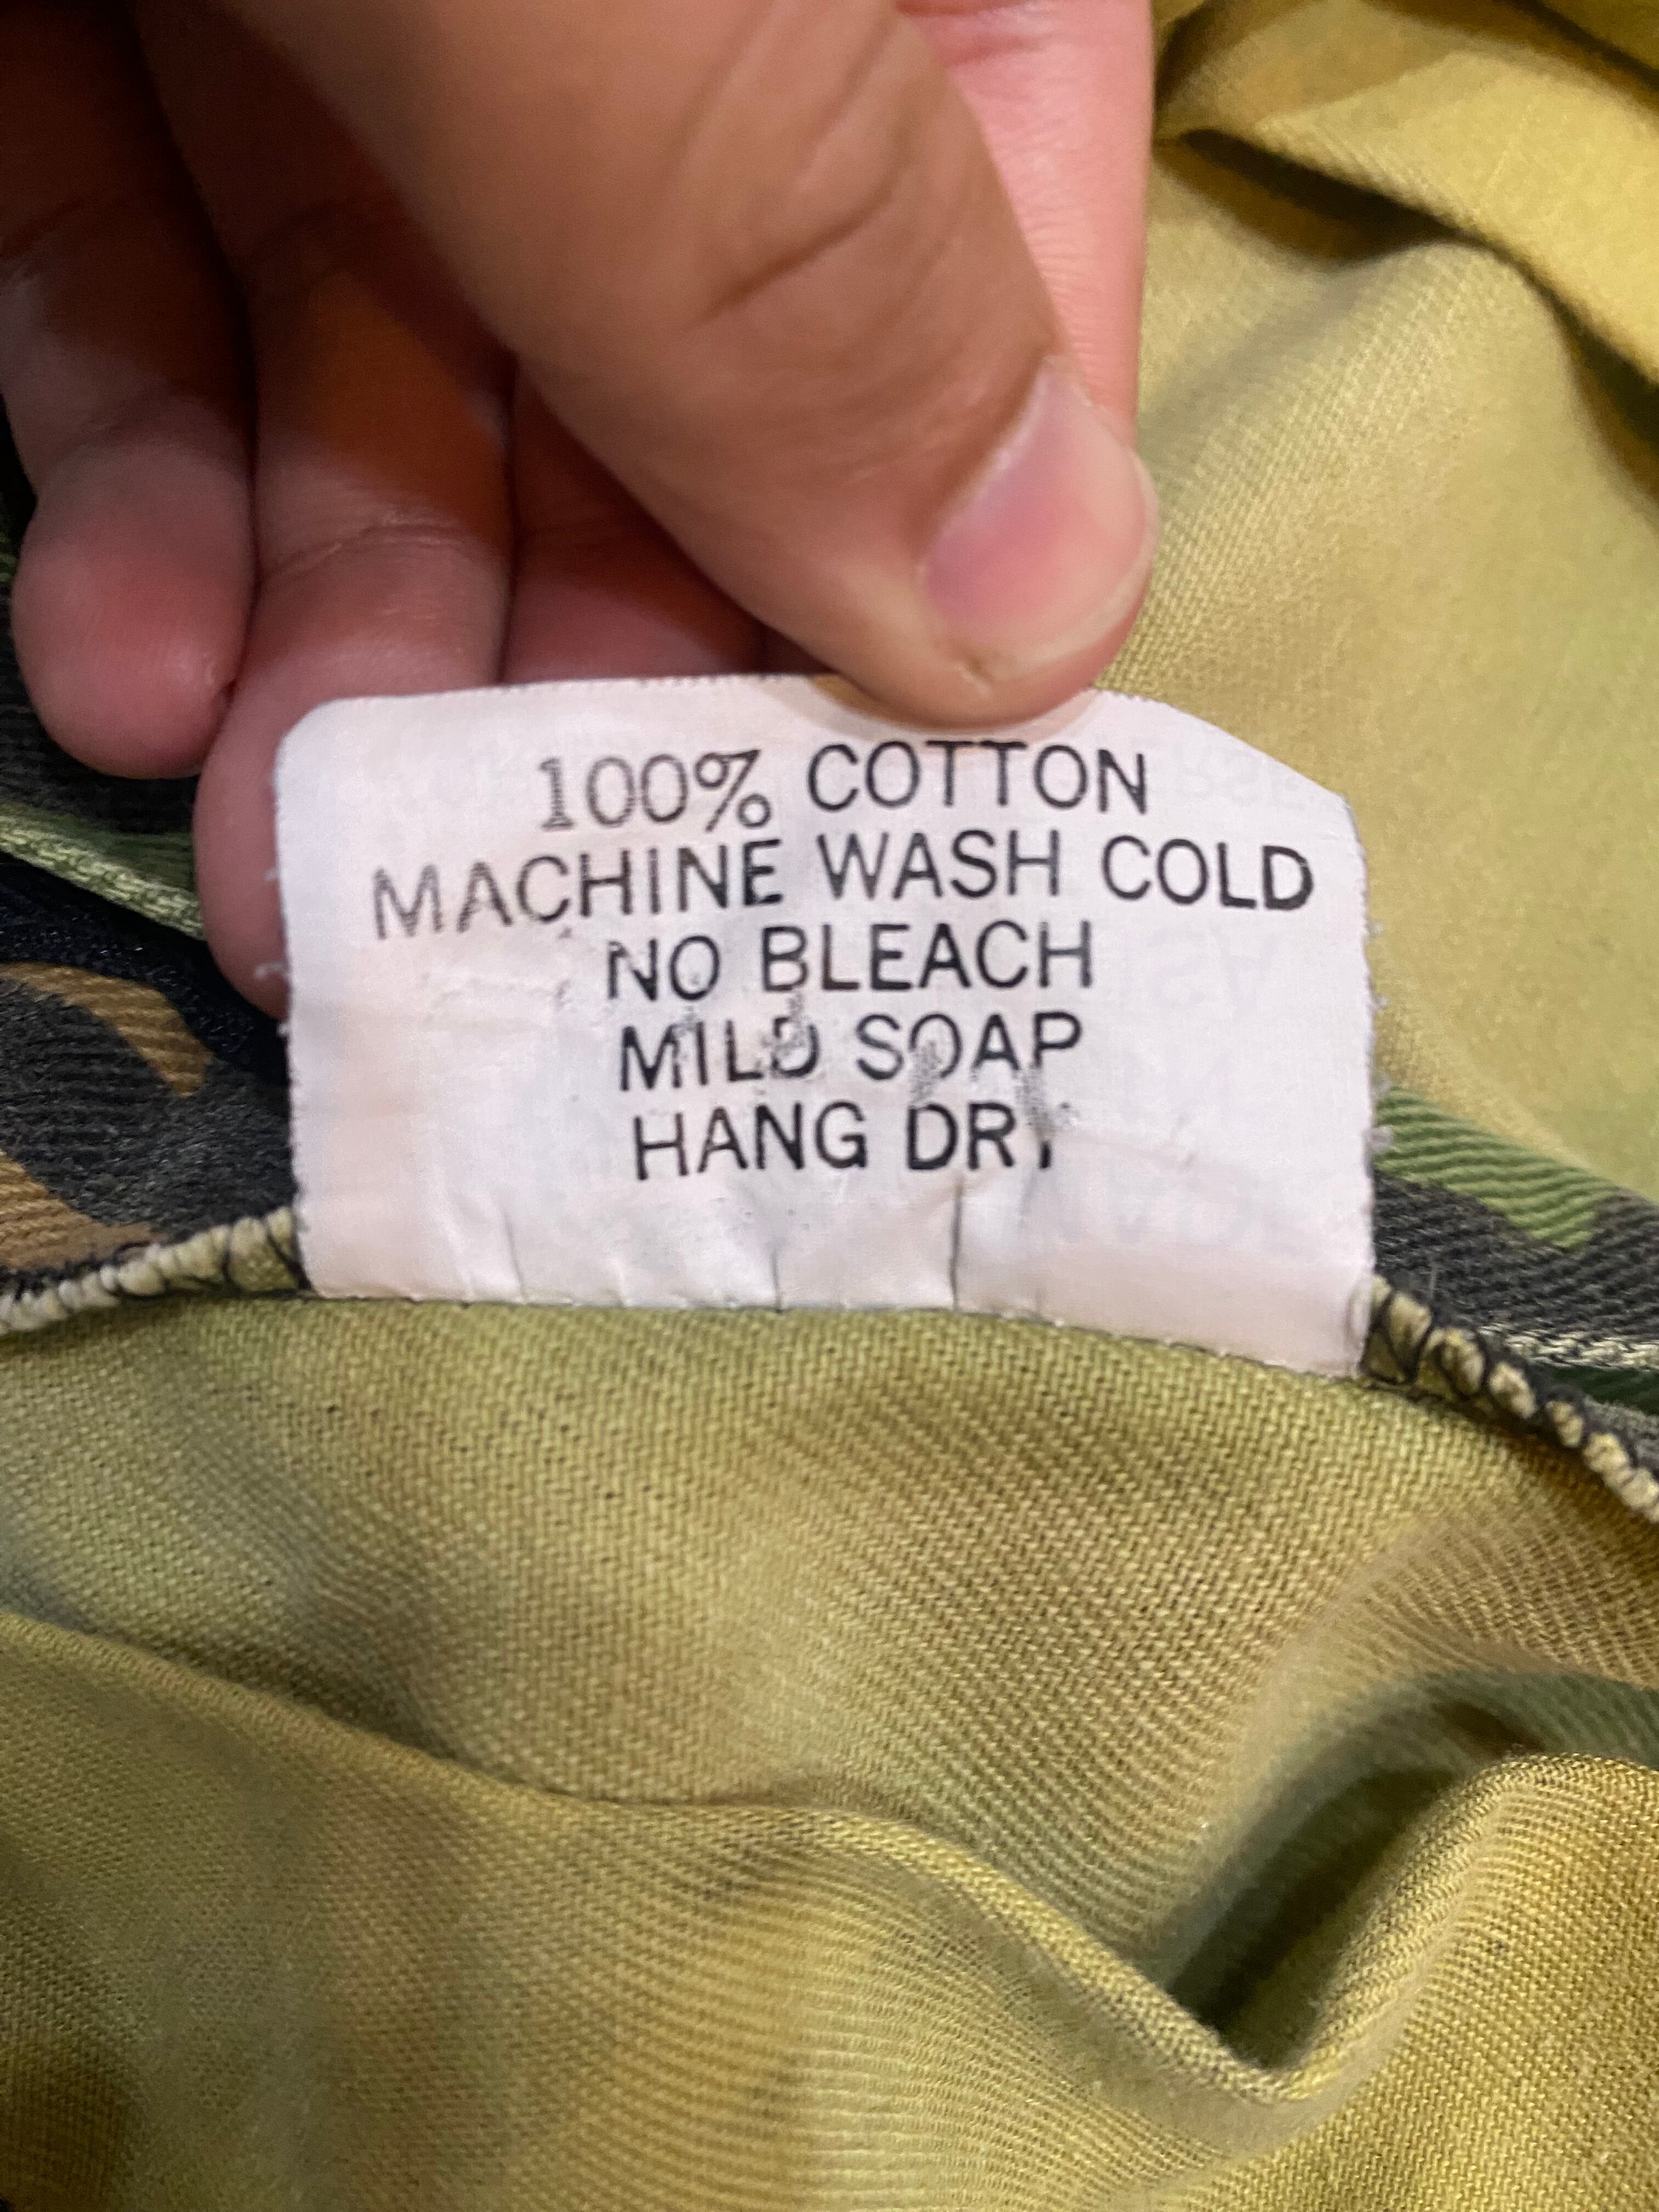 100% COTTON
MACHINE WASH COLD
NO BLEACH
MILD SOAP
HANG DRY